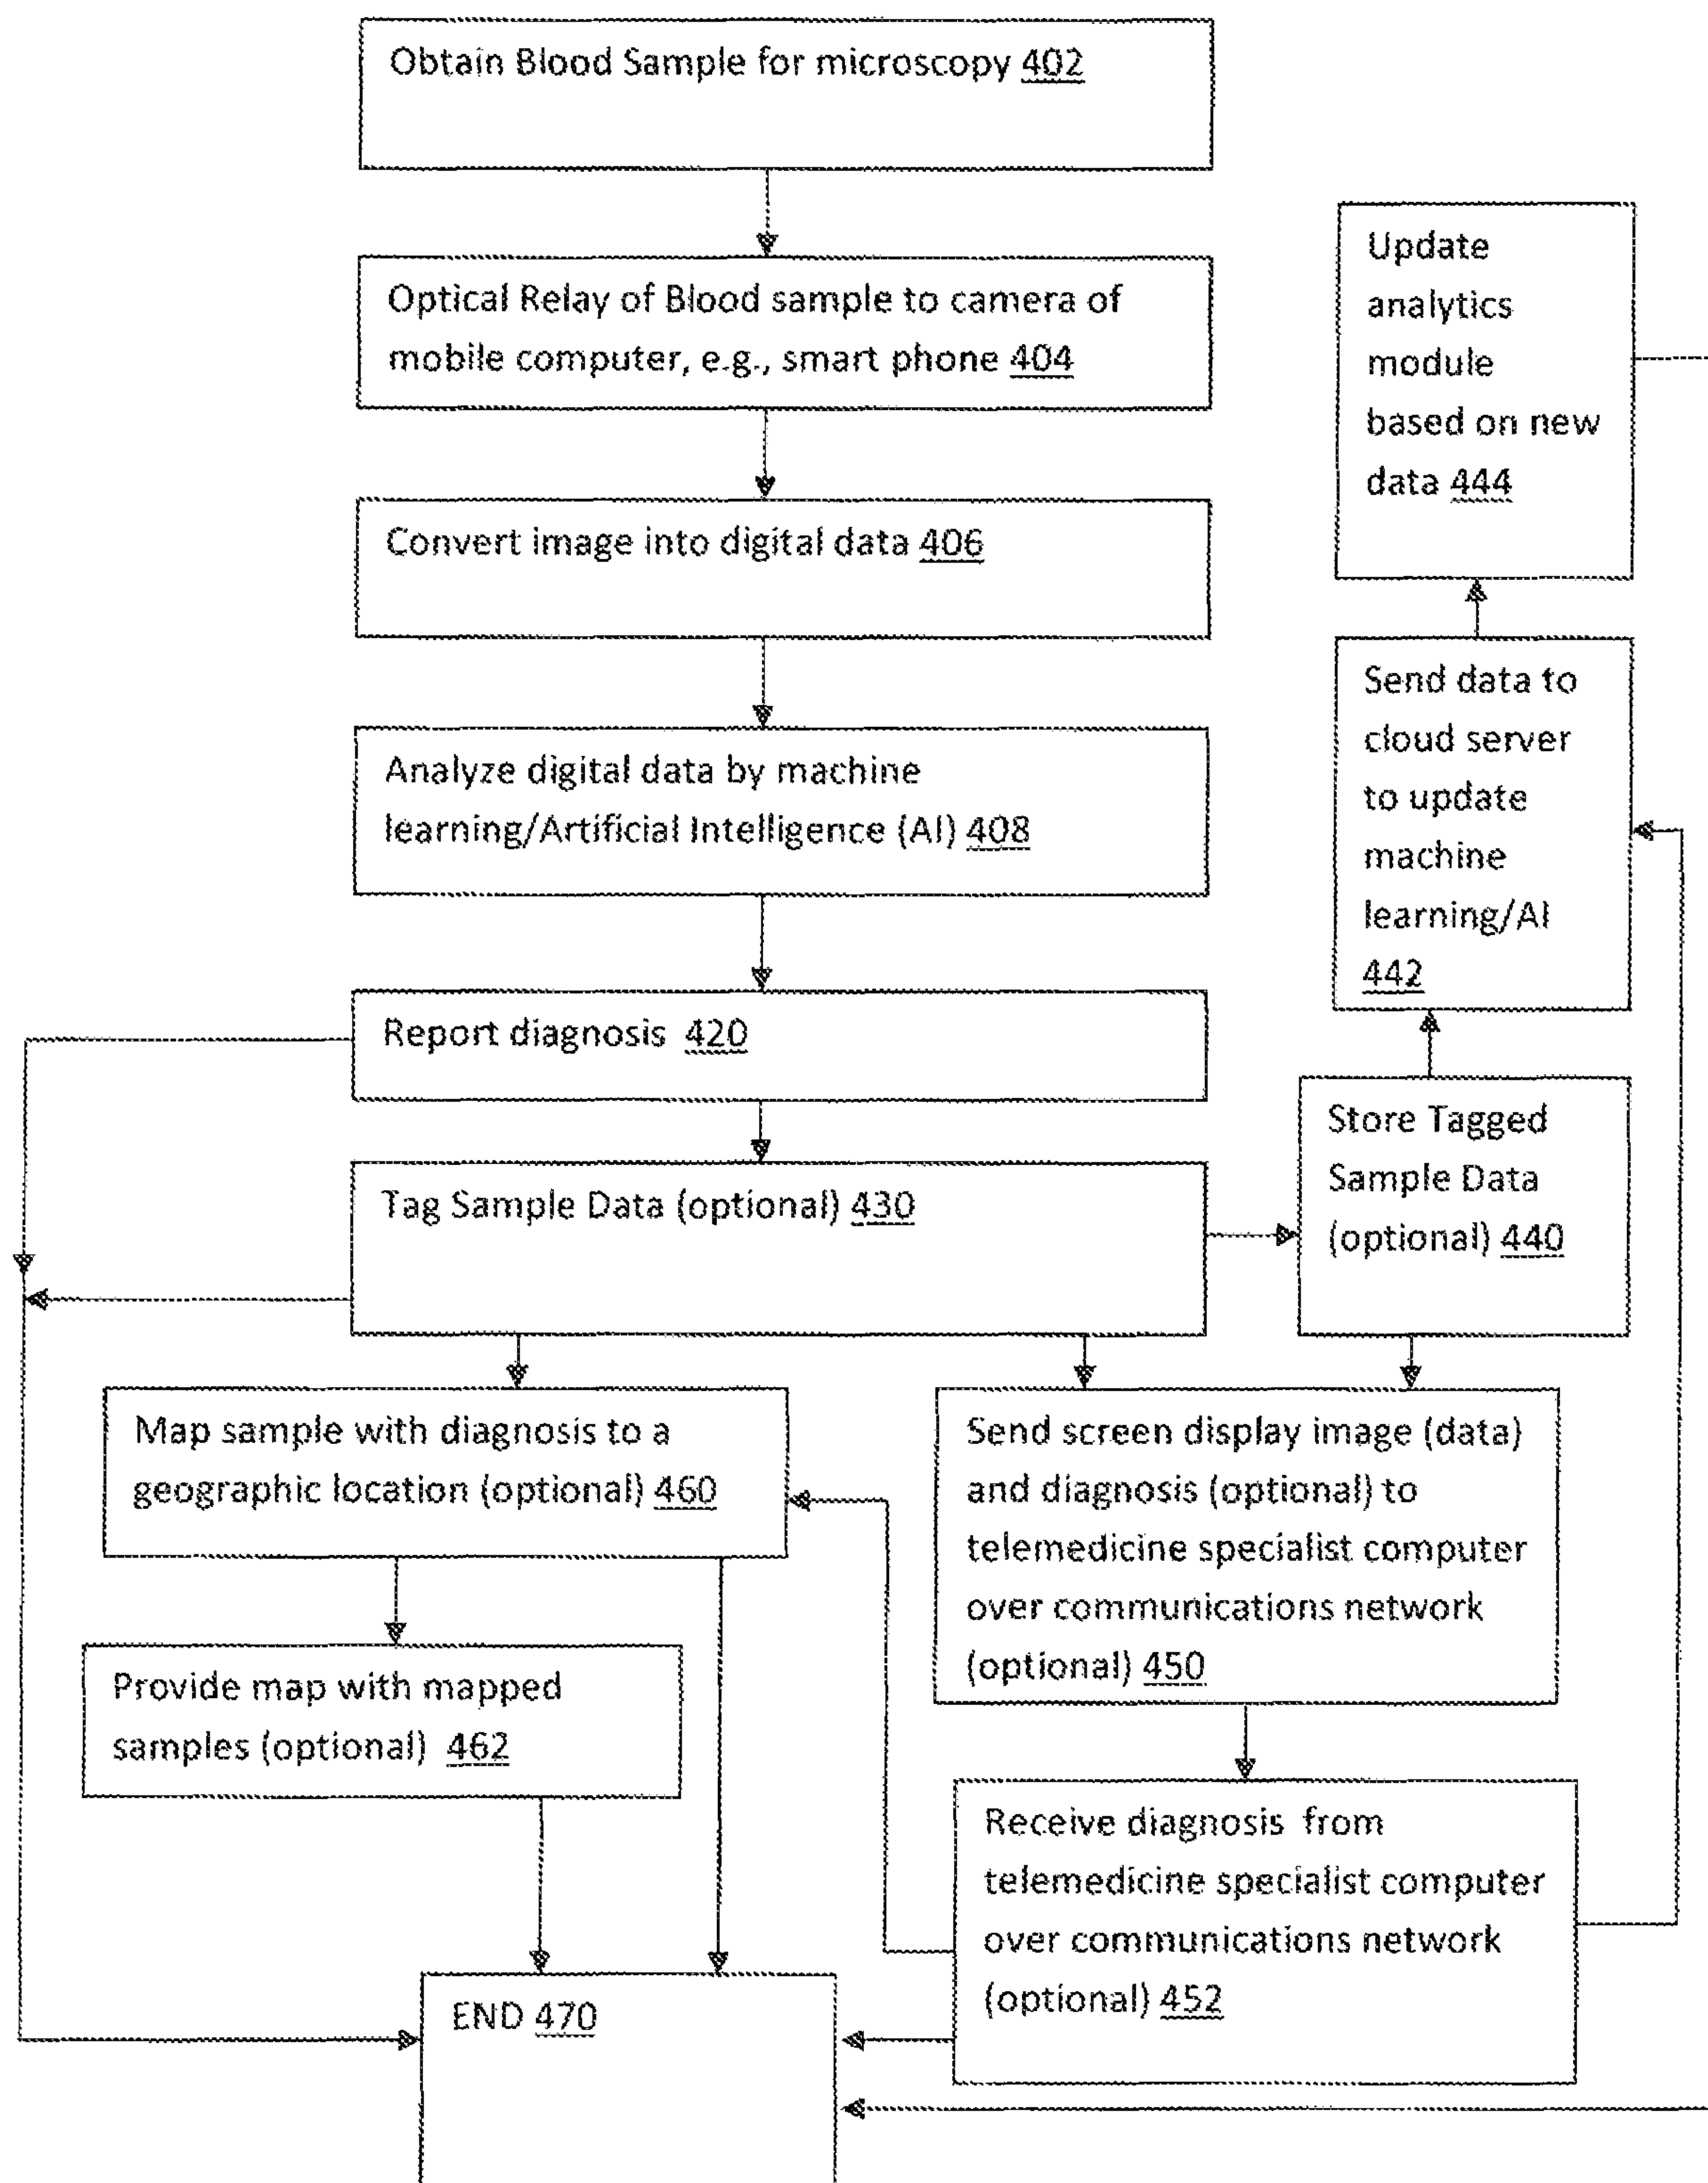 Obtain Blood Sample for microscopy 402
Optical Relay of Blood sample to camera of
mobile computer, e.g., smart phone 404
Convert image into digital data 406
Analyze digital data by machine
learning/Artificial Intelligence (AI) 408
Report diagnosis 420
Tag Sample Data (optional) 430
Update
analytics
module
based on new
data 444
Send data to
cloud server
to update
machine
learning/AI
442
Store Tagged
Sample Data
(optional) 440
Map sample with diagnosis to a
geographic location (optional) 460
Provide map with mapped
samples (optional) 462
Send screen display image (data)
and diagnosis (optional) to
telemedicine specialist computer
over communications network
(optional) 450
Receive diagnosis from
telemedicine specialist computer
over communications network
(optional) 452
END 470